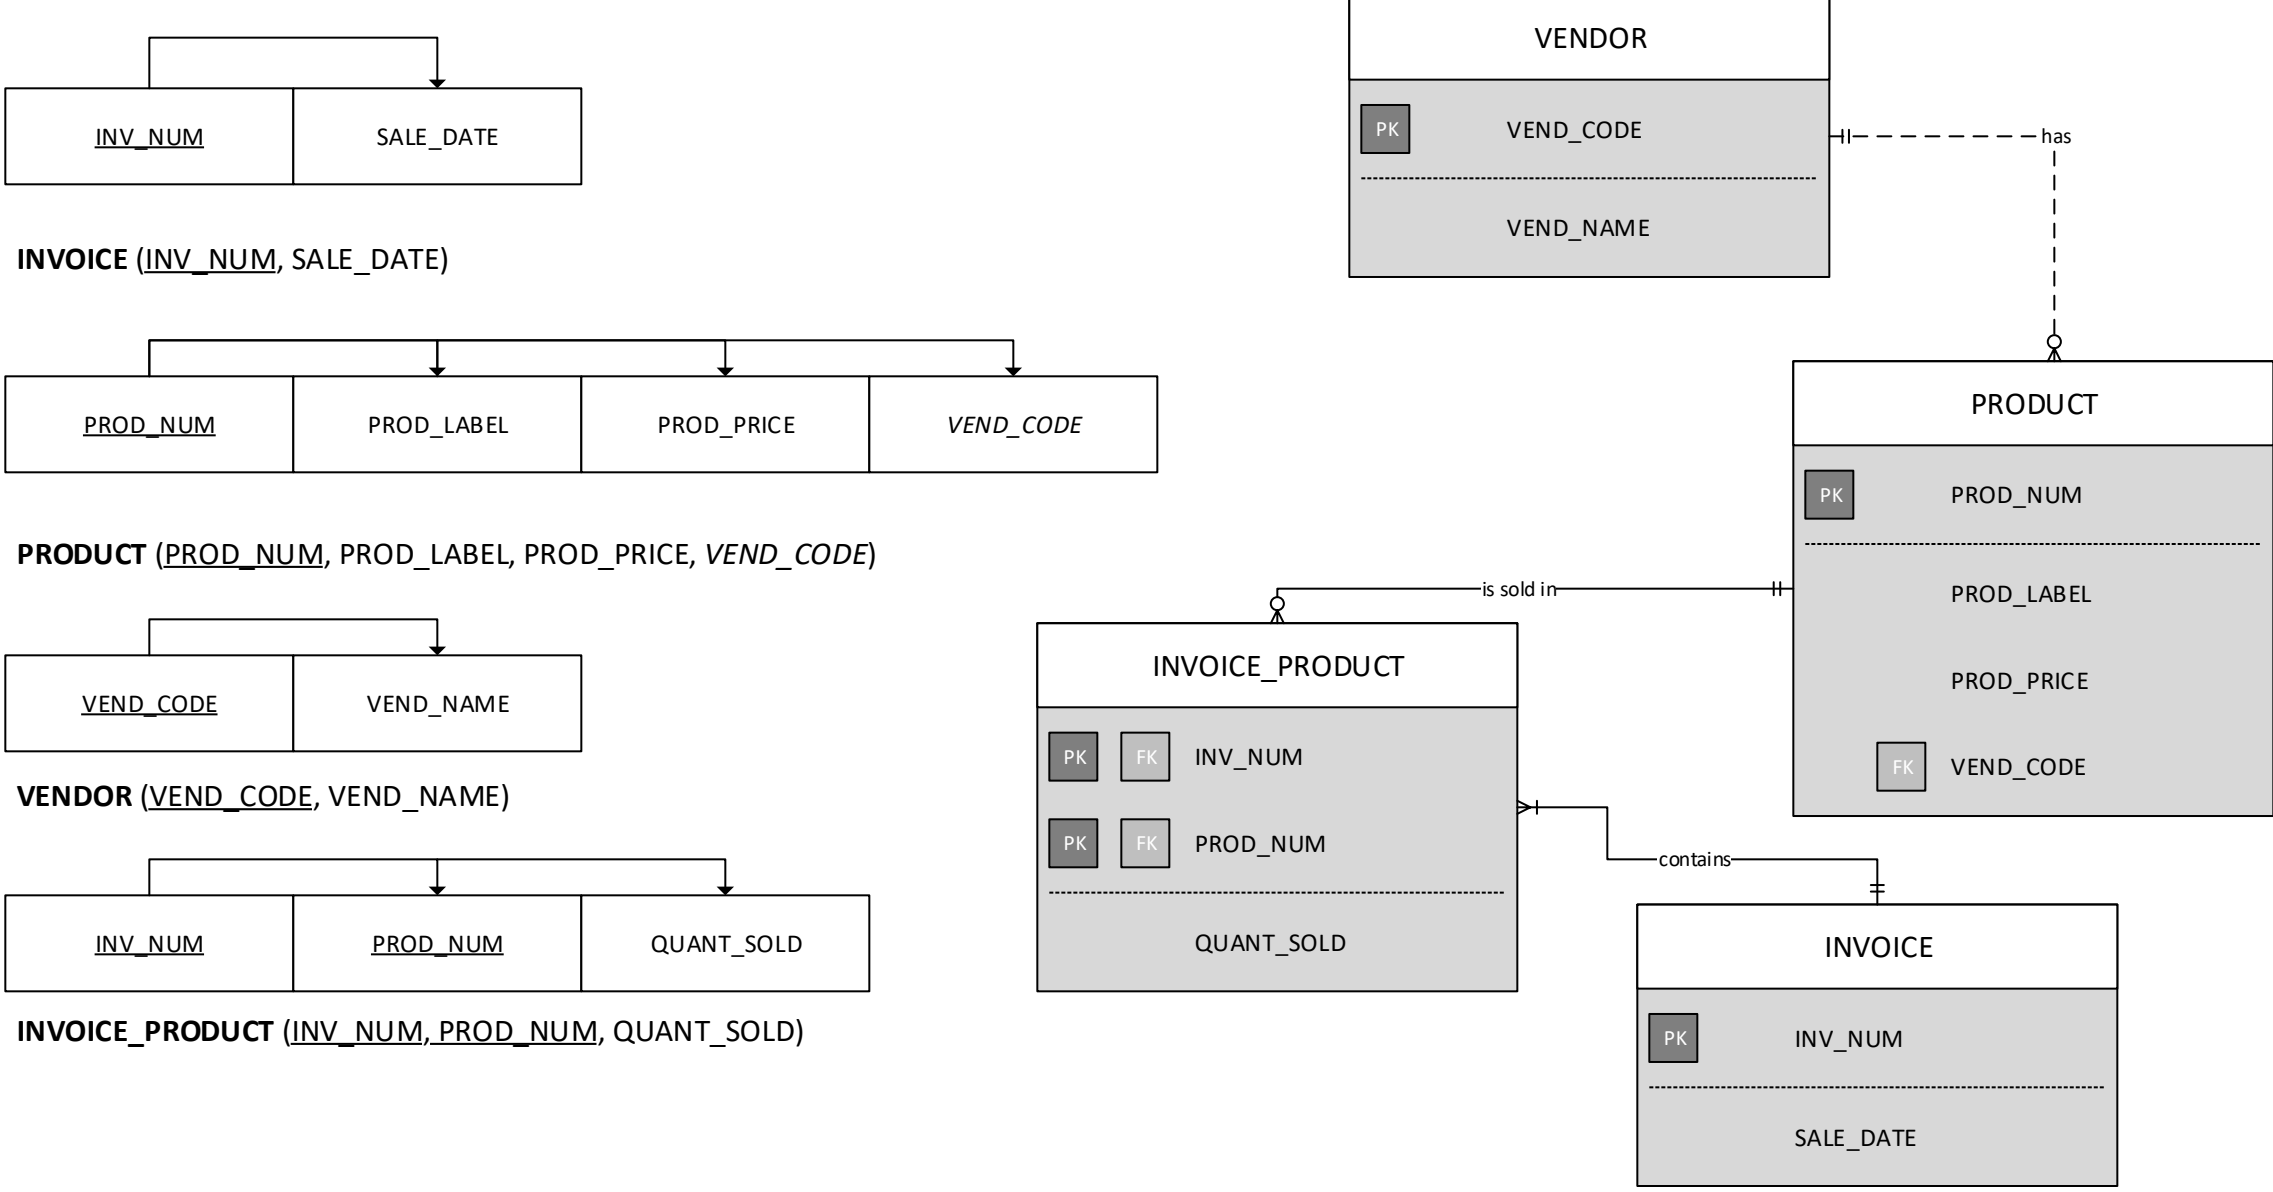 INV_NUM SALE_DATE
INVOICE (INV_NUM, SALE_DATE)
PROD_NUM PROD_LABEL PROD_PRICE VEND_CODE
PRODUCT (PROD_NUM, PROD_LABEL, PROD_PRICE, VEND_CODE)
VEND_CODE VEND_NAME
VENDOR (VEND_CODE, VEND_NAME)
INV_NUM PROD_NUM QUANT_SOLD
INVOICE_PRODUCT (INV_NUM, PROD_NUM, QUANT_SOLD)
VENDOR
PK VEND_CODE
VEND_NAME
has
PRODUCT
PK PROD_NUM
PROD_LABEL
PROD_PRICE
FK VEND_CODE
is sold in
INVOICE_PRODUCT
PK FK INV_NUM
PK FK PROD_NUM
QUANT_SOLD
contains
INVOICE
PK INV_NUM
SALE_DATE